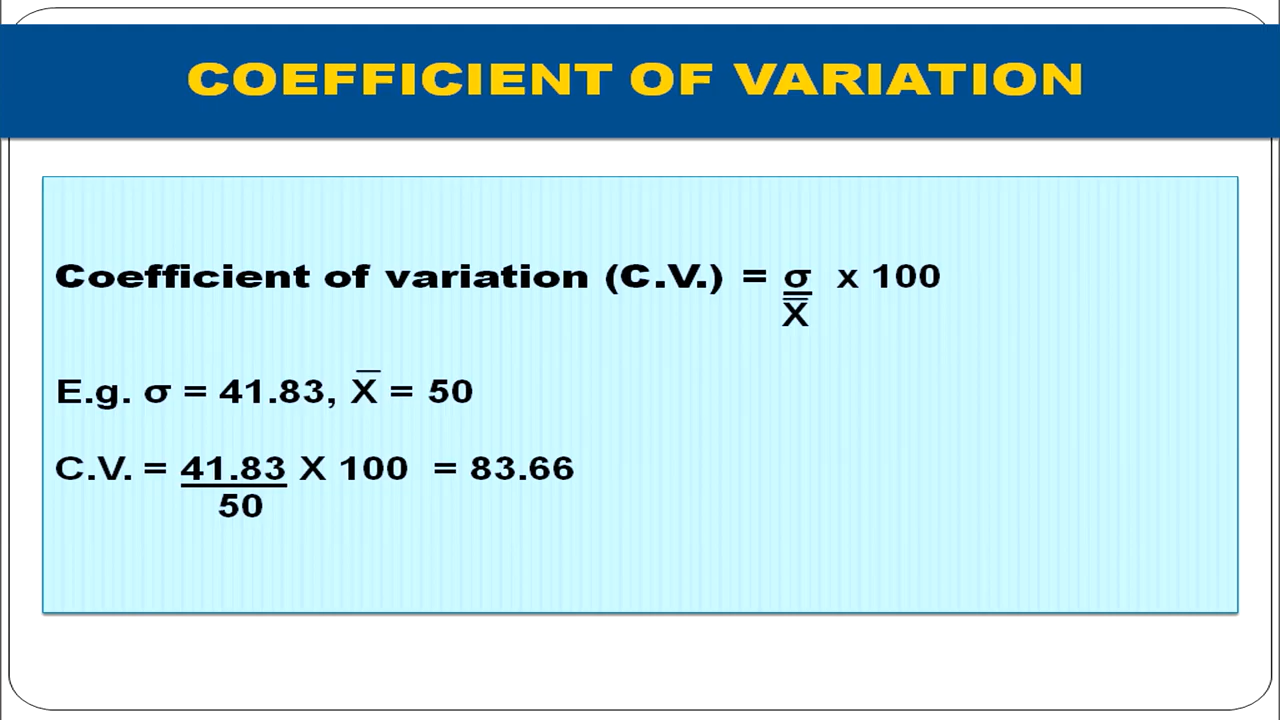 COEFFICIENT OF VARIATION
Coefficient of variation (C.V.) = σ x 100
X̅
E.g. σ = 41.83, X̅ = 50
C.V. = 41.83 X 100 = 83.66
50